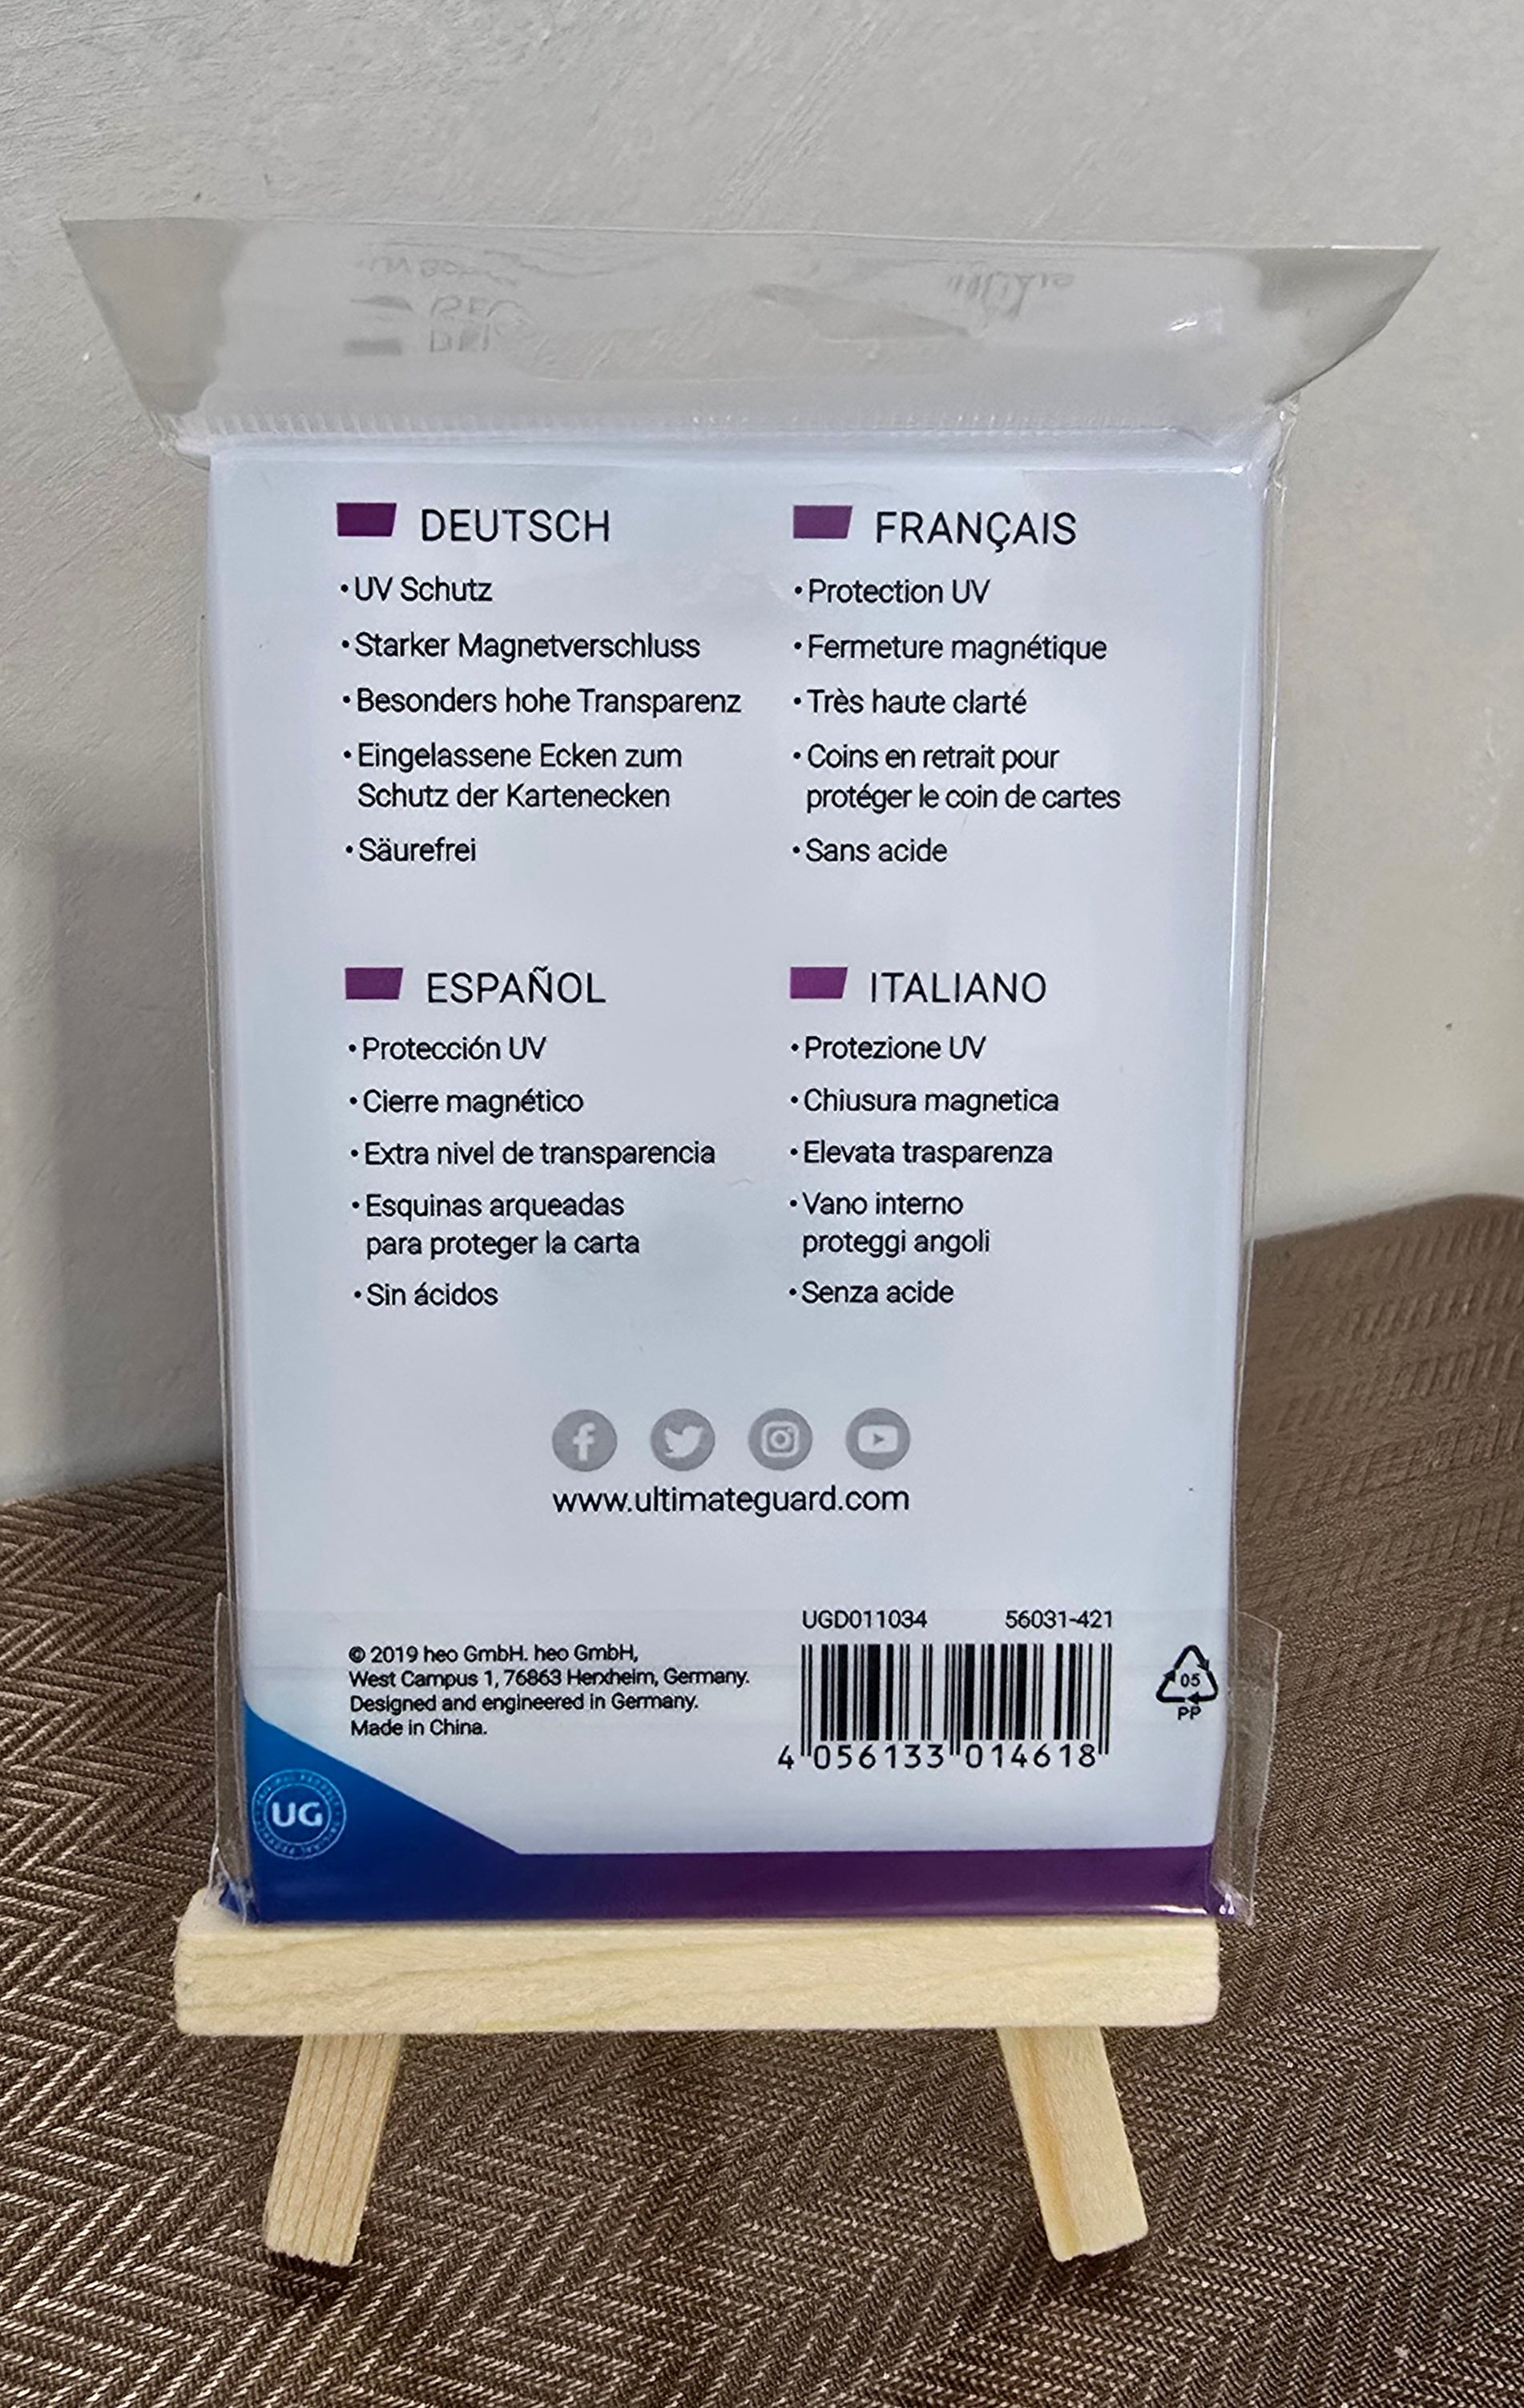 DEUTSCH
• UV Schutz
• Starker Magnetverschluss
• Besonders hohe Transparenz
• Eingelassene Ecken zum
Schutz der Kartenecken
• Säurefrei
FRANÇAIS
• Protection UV
• Fermeture magnétique
• Très haute clarté
• Coins en retrait pour
protéger le coin de cartes
• Sans acide
ESPAÑOL
• Protección UV
• Cierre magnético
• Extra nivel de transparencia
• Esquinas arqueadas
para proteger la carta
• Sin ácidos
ITALIANO
• Protezione UV
• Chiusura magnetica
• Elevata trasparenza
• Vano interno
proteggi angoli
• Senza acide
www.ultimateguard.com
© 2019 heo GmbH. heo GmbH,
West Campus 1, 76863 Herxheim, Germany.
Designed and engineered in Germany.
Made in China.
UGD011034 56031-421
4 056133 014618
05
PP
UG